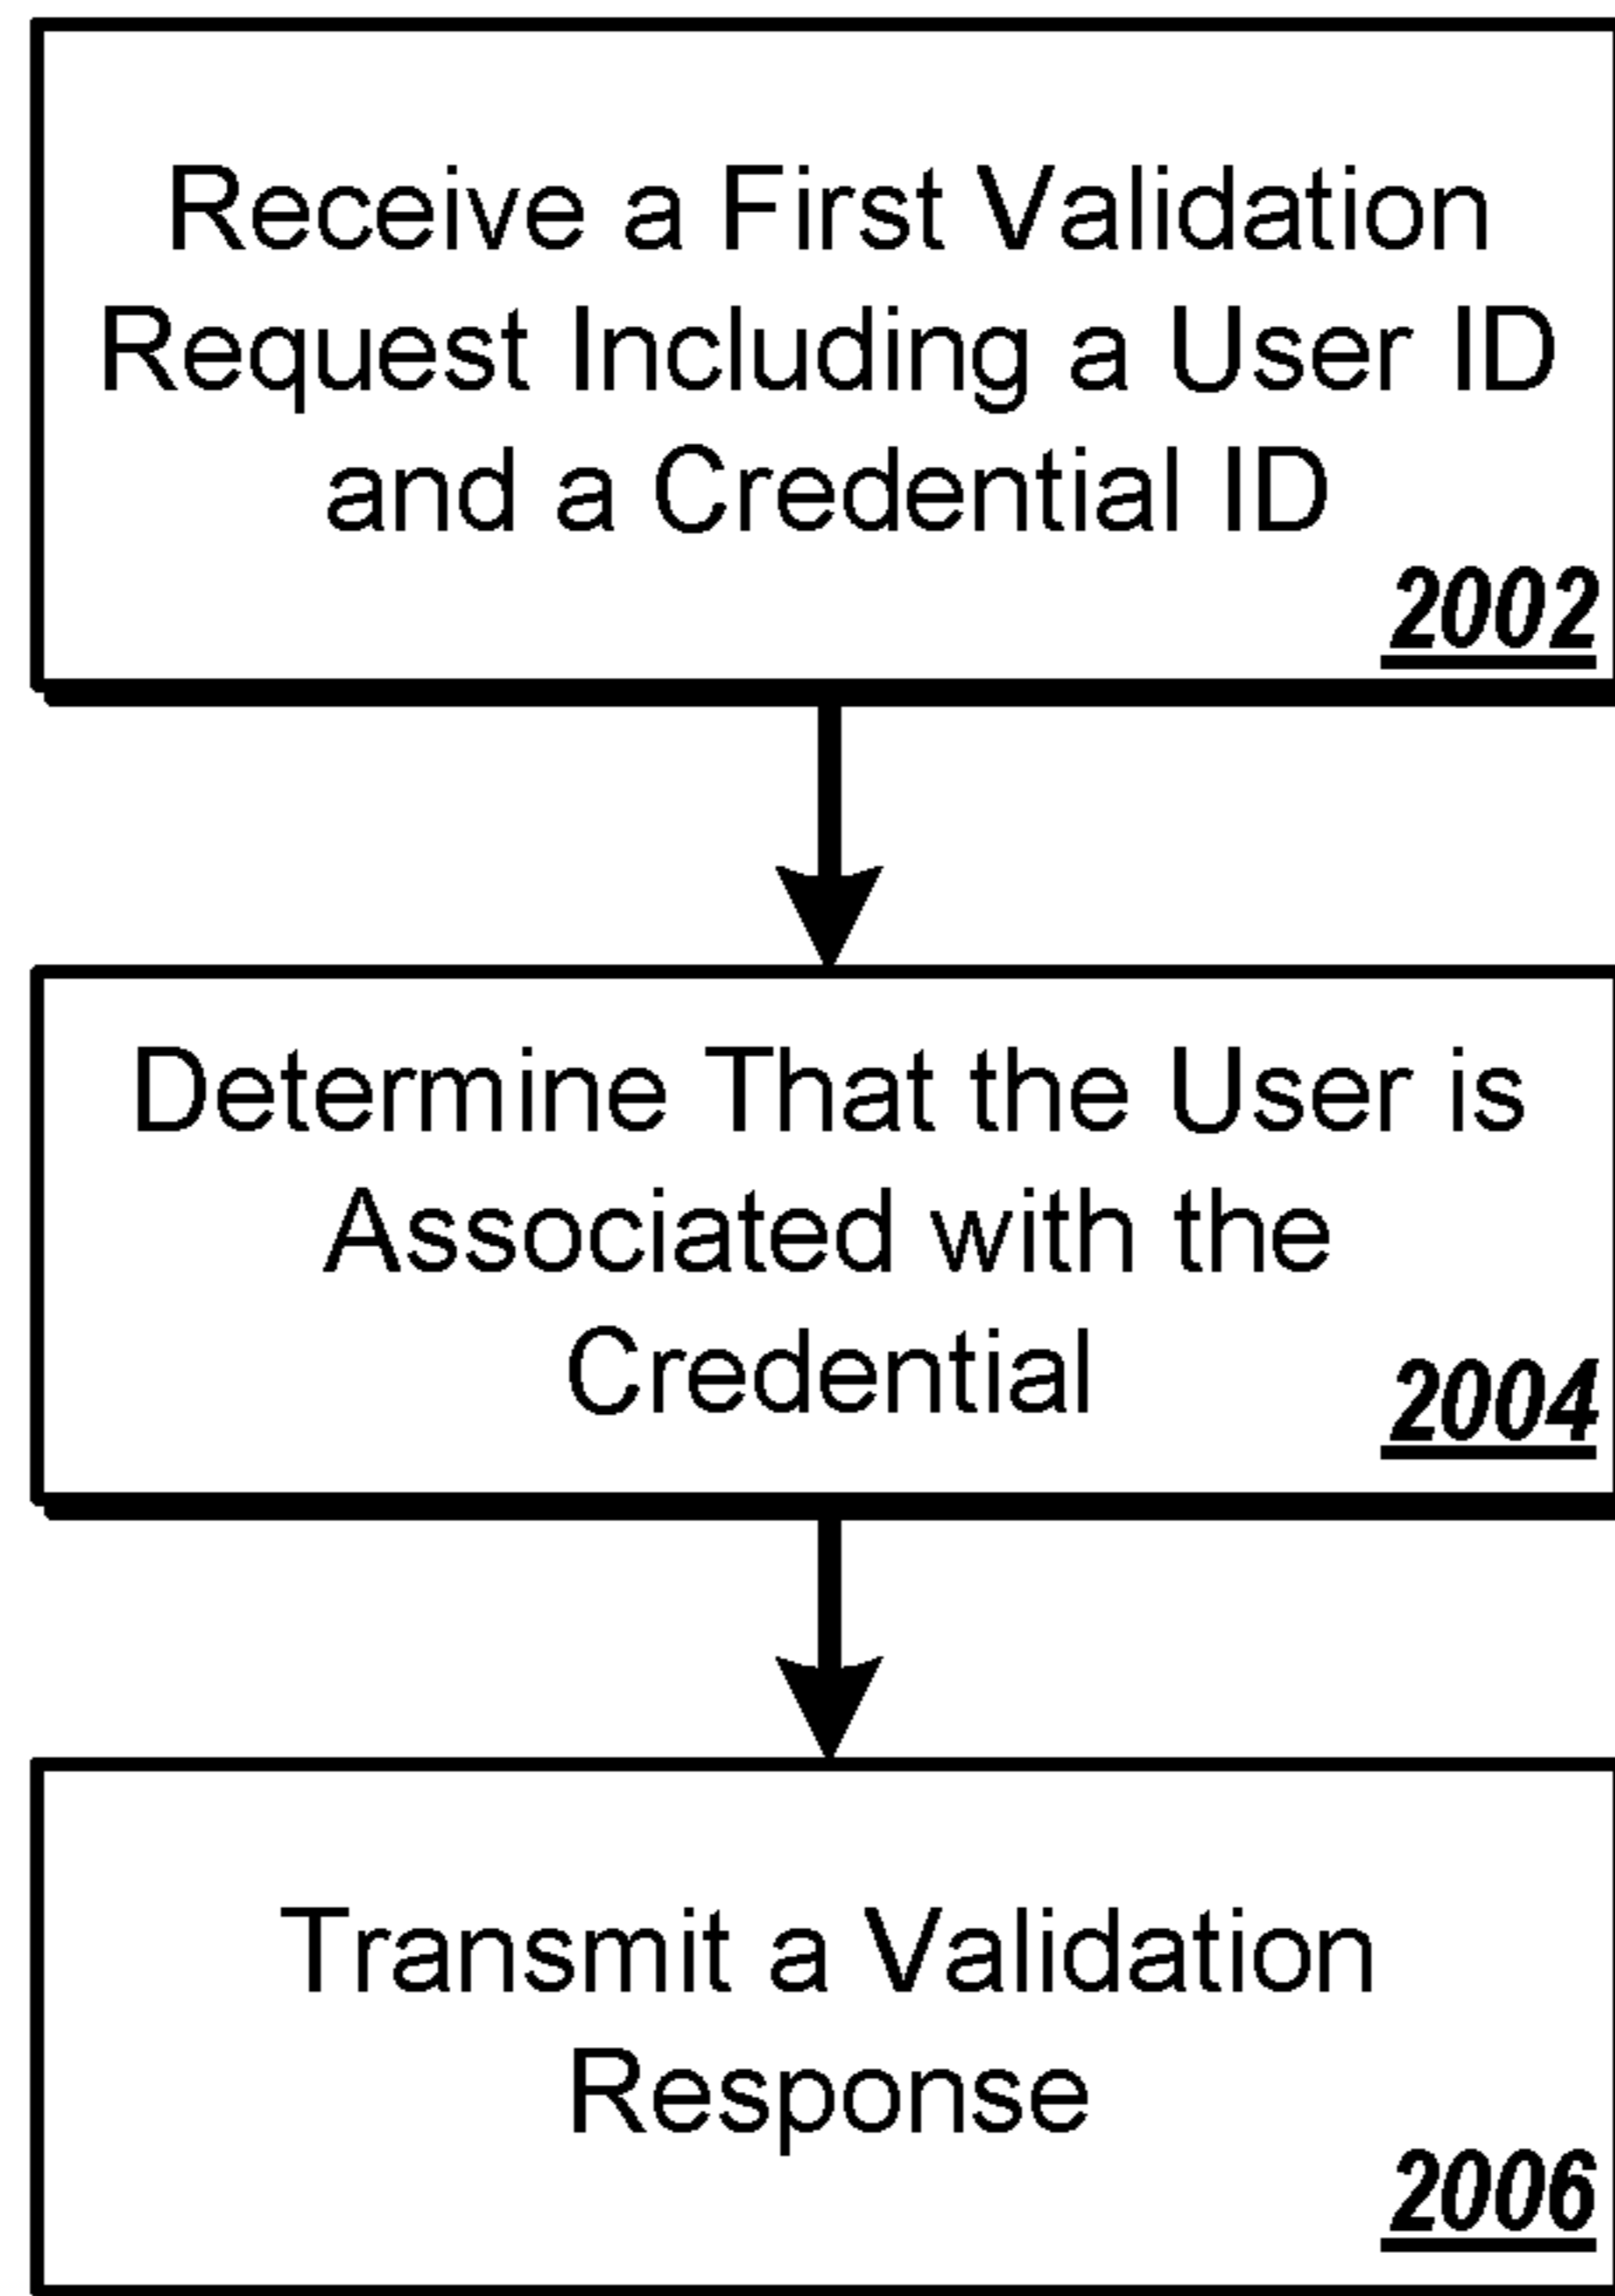 Receive a First Validation
Request Including a User ID
and a Credential ID
2002
Determine That the User is
Associated with the
Credential
2004
Transmit a Validation
Response
2006